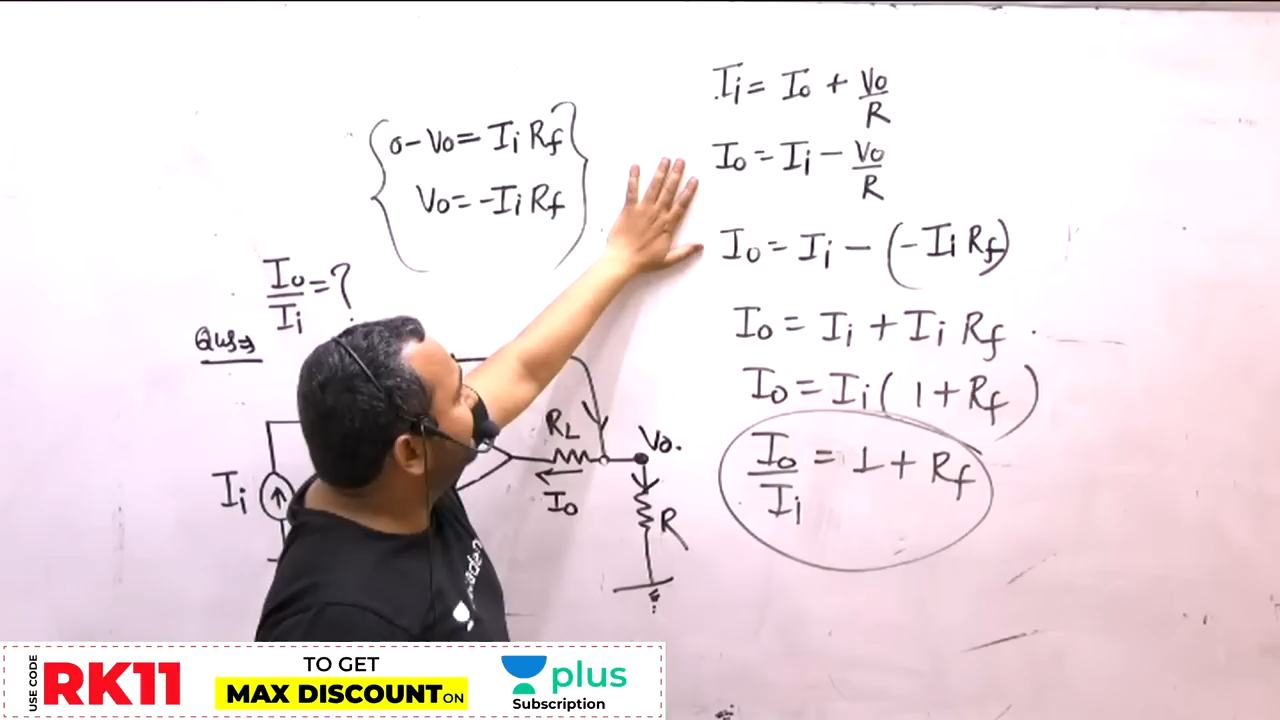 0 - Vo = Ii Rf
Vo = -Ii Rf
Io/Ii = ?
Ques⇒
Ii
RL
Io
Vo.
R
Ii = Io + Vo/R
Io = Ii - Vo/R
Io = Ii - (-Ii Rf)
Io = Ii + Ii Rf
Io = Ii (1 + Rf)
Io/Ii = 1 + Rf
USE CODE
RK11
TO GET
MAX DISCOUNT ON
plus
Subscription